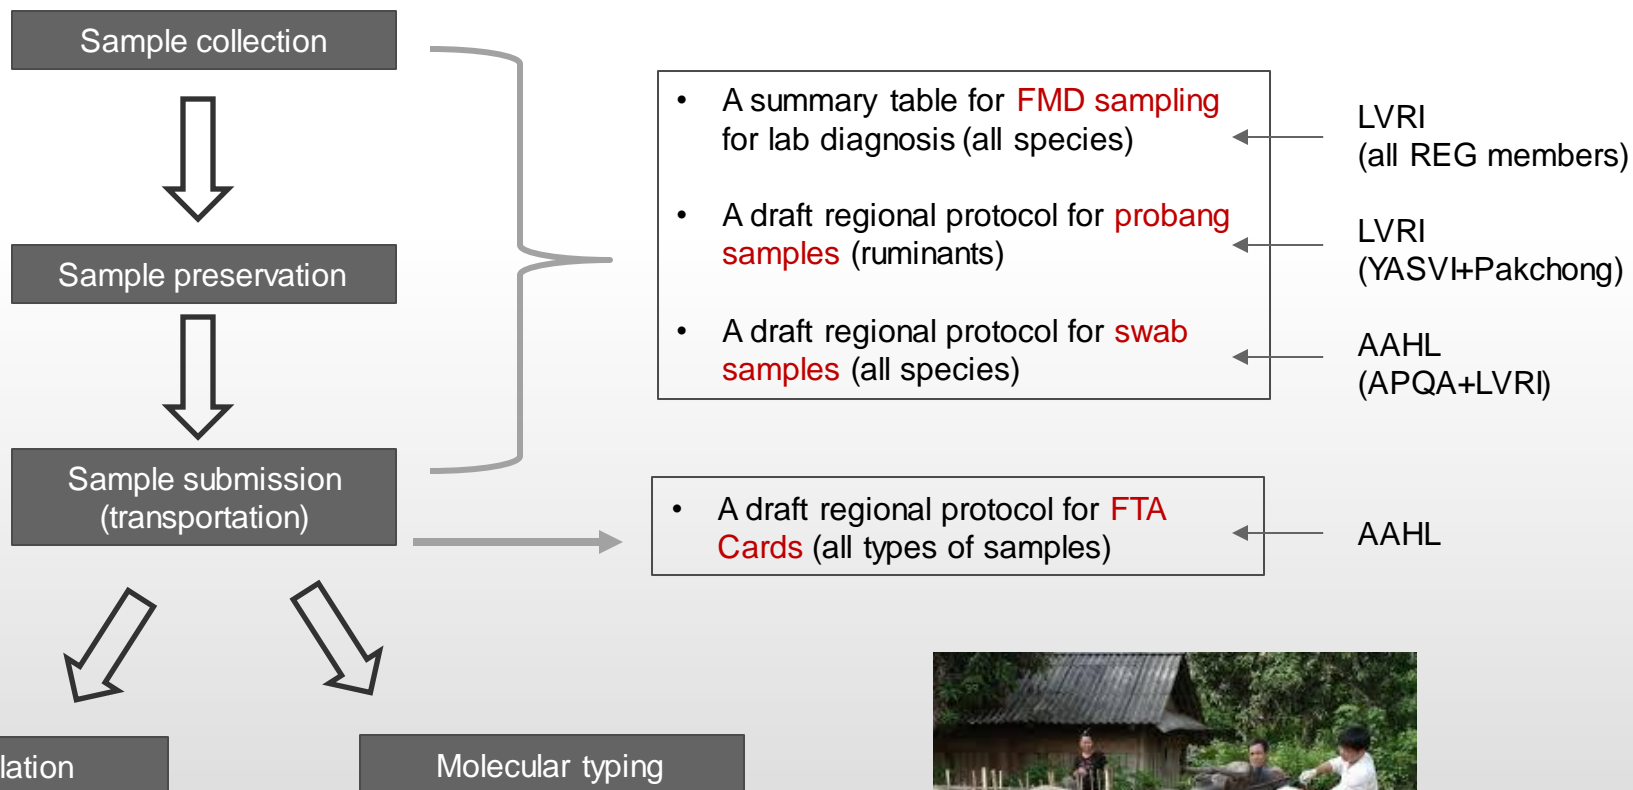 Sample collection
• A summary table for FMD sampling
for lab diagnosis (all species)
LVRI
(all REG members)
• A draft regional protocol for probang
samples (ruminants)
LVRI
(YASVI+Pakchong)
Sample preservation
• A draft regional protocol for swab
samples (all species)
AAHL
(APQA+LVRI)
Sample submission
(transportation)
• A draft regional protocol for FTA
Cards (all types of samples)
AAHL
Molecular typing